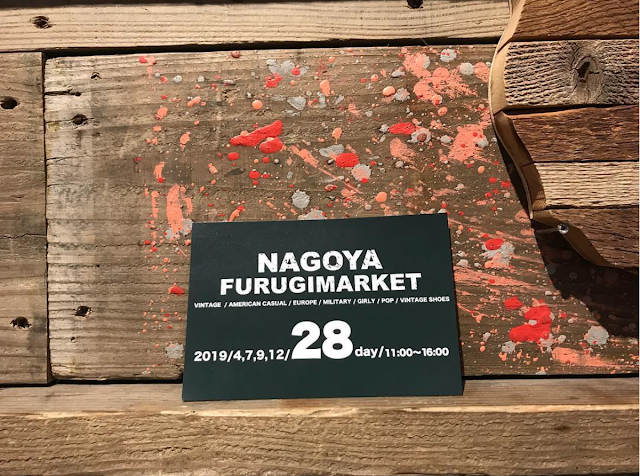 NAGOYA
FURUGIMARKET
VINTAGE / AMERICAN CASUAL / EUROPE / MILITARY / GIRLY / POP / VINTAGE SHOES
2019/4,7,9,12/28day/11:00~16:00